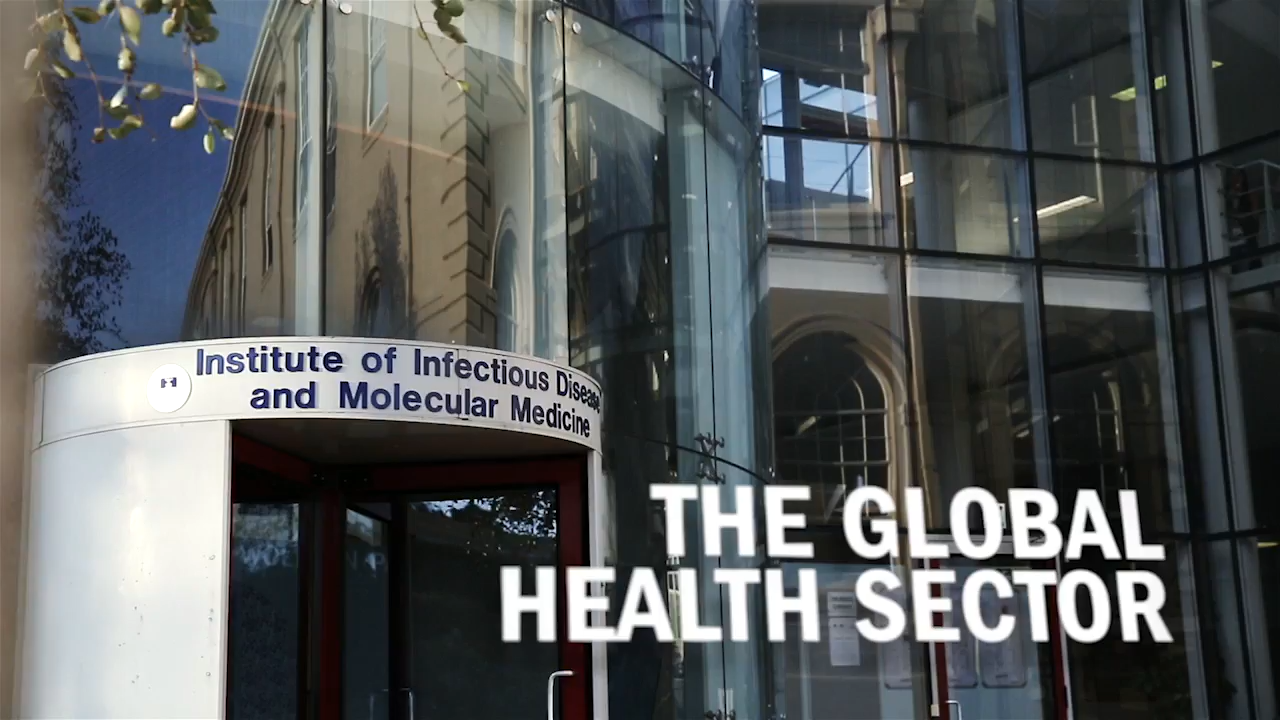 Institute of Infectious Disease
and Molecular Medicine
THE GLOBAL
HEALTH SECTOR